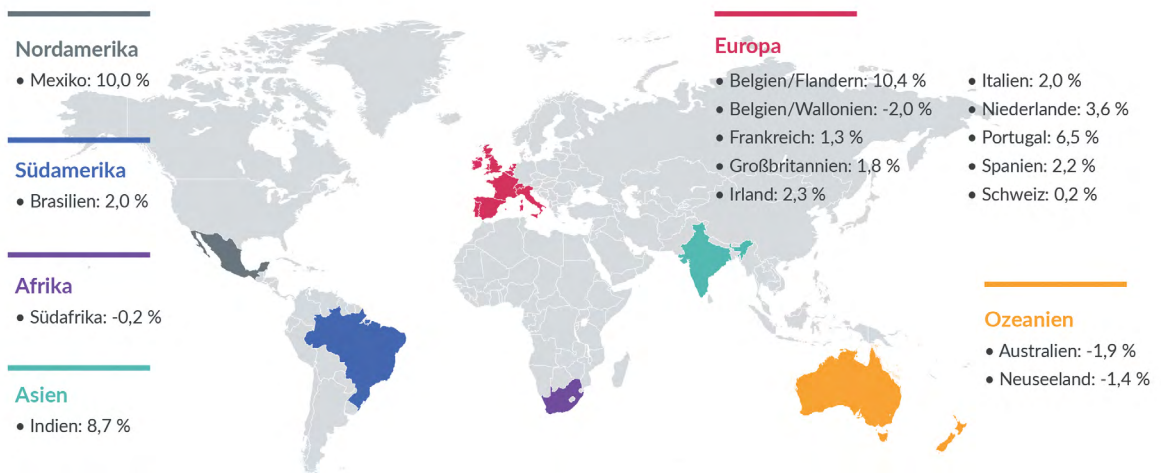 Nordamerika
• Mexiko: 10,0 %
Südamerika
• Brasilien: 2,0 %
Afrika
• Südafrika: -0,2 %
Asien
• Indien: 8,7 %
Europa
• Belgien/Flandern: 10,4 %
• Belgien/Wallonien: -2,0 %
• Frankreich: 1,3 %
• Großbritannien: 1,8 %
• Irland: 2,3 %
• Italien: 2,0 %
• Niederlande: 3,6 %
• Portugal: 6,5 %
• Spanien: 2,2 %
• Schweiz: 0,2 %
Ozeanien
• Australien: -1,9 %
• Neuseeland: -1,4 %